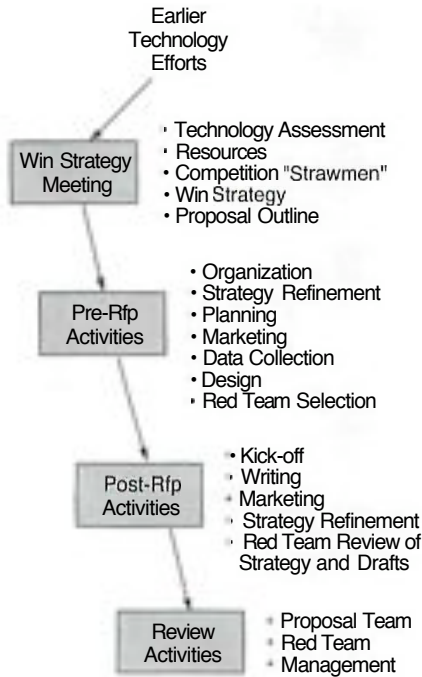 Earlier
Technology
Efforts
Win Strategy
Meeting
• Technology Assessment
• Resources
• Competition "Strawmen"
• Win Strategy
• Proposal Outline
Pre-Rfp
Activities
• Organization
• Strategy Refinement
• Planning
• Marketing
• Data Collection
• Design
• Red Team Selection
Post-Rfp
Activities
• Kick-off
• Writing
• Marketing
• Strategy Refinement
• Red Team Review of
Strategy and Drafts
Review
Activities
• Proposal Team
• Red Team
• Management